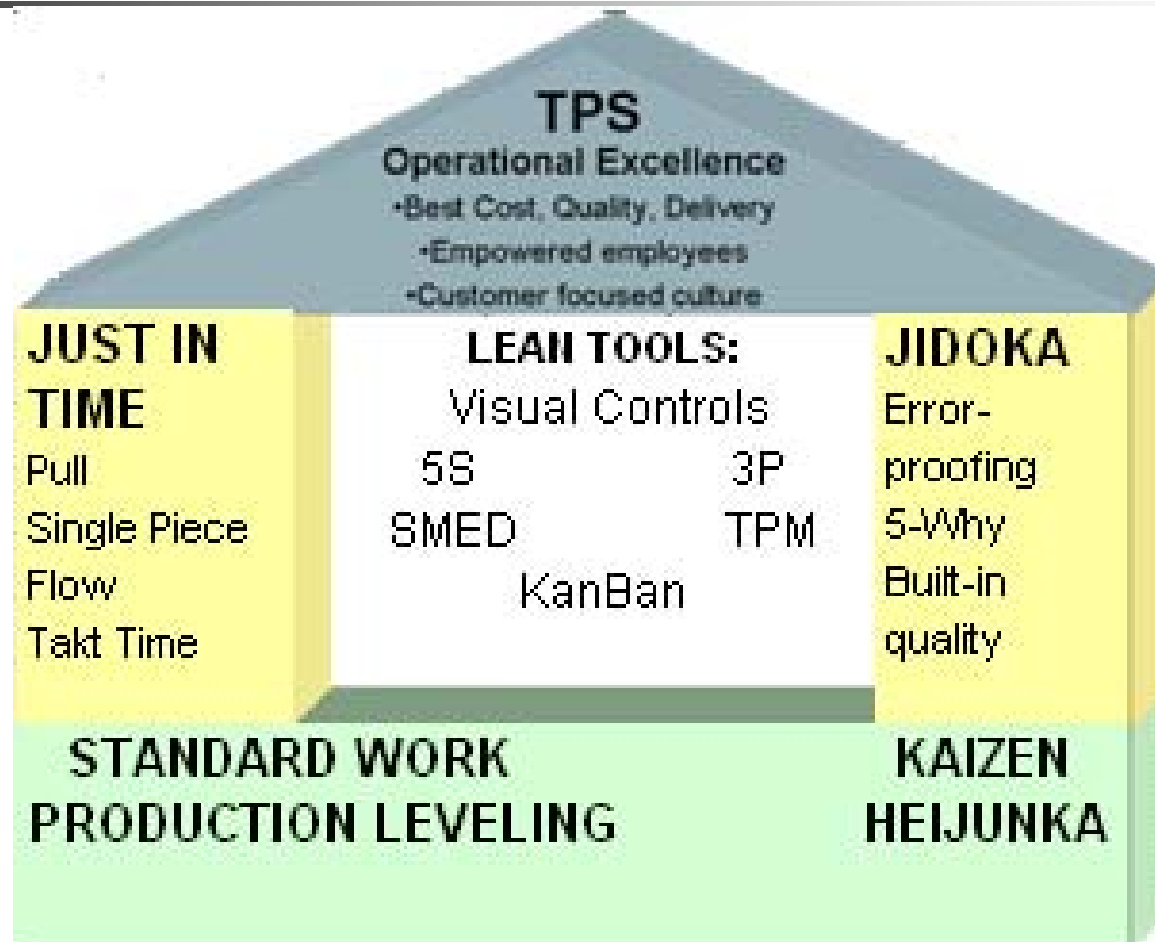 TPS
Operational Excellence
•Best Cost, Quality, Delivery
•Empowered employees
•Customer focused culture
JUST IN
TIME
Pull
Single Piece
Flow
Takt Time
LEAN TOOLS:
Visual Controls
5S 3P
SMED TPM
KanBan
JIDOKA
Error-
proofing
5-Why
Built-in
quality
STANDARD WORK KAIZEN
PRODUCTION LEVELING HEIJUNKA